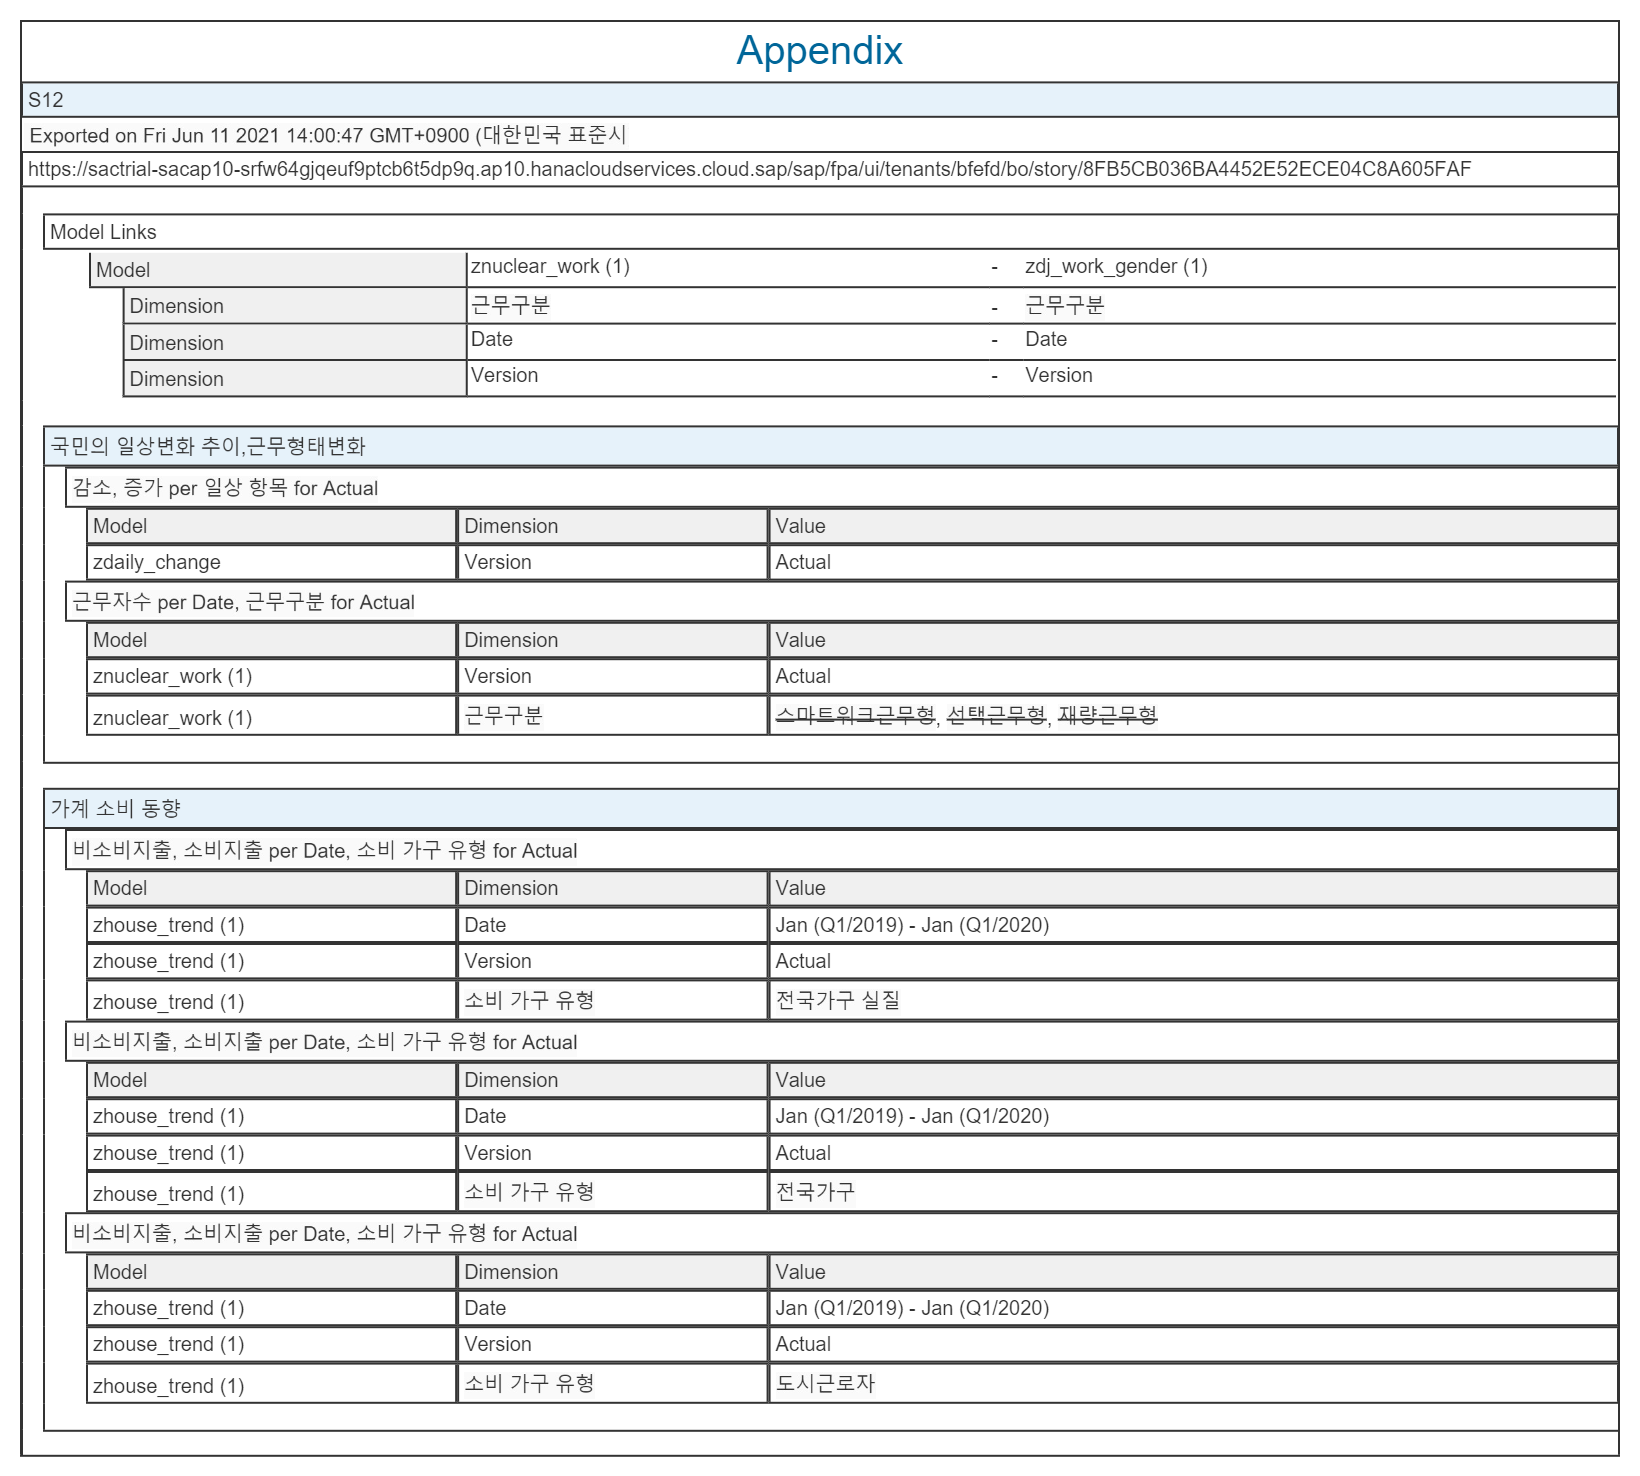 Appendix
S12
Exported on Fri Jun 11 2021 14:00:47 GMT+0900 (대한민국 표준시
https://sactrial-sacap10-srfw64gjqeuf9ptcb6t5dp9q.ap10.hanacloudservices.cloud.sap/sap/fpa/ui/tenants/bfefd/bo/story/8FB5CB036BA4452E52ECE04C8A605FAF
Model Links
Model znuclear_work (1) - zdj_work_gender (1)
Dimension 근무구분 - 근무구분
Dimension Date - Date
Dimension Version - Version
국민의 일상변화 추이,근무형태변화
감소, 증가 per 일상 항목 for Actual
Model Dimension Value
zdaily_change Version Actual
근무자수 per Date, 근무구분 for Actual
Model Dimension Value
znuclear_work (1) Version Actual
znuclear_work (1) 근무구분 스마트워크근무형, 선택근무형, 재량근무형
가계 소비 동향
비소비지출, 소비지출 per Date, 소비 가구 유형 for Actual
Model Dimension Value
zhouse_trend (1) Date Jan (Q1/2019) - Jan (Q1/2020)
zhouse_trend (1) Version Actual
zhouse_trend (1) 소비 가구 유형 전국가구 실질
비소비지출, 소비지출 per Date, 소비 가구 유형 for Actual
Model Dimension Value
zhouse_trend (1) Date Jan (Q1/2019) - Jan (Q1/2020)
zhouse_trend (1) Version Actual
zhouse_trend (1) 소비 가구 유형 전국가구
비소비지출, 소비지출 per Date, 소비 가구 유형 for Actual
Model Dimension Value
zhouse_trend (1) Date Jan (Q1/2019) - Jan (Q1/2020)
zhouse_trend (1) Version Actual
zhouse_trend (1) 소비 가구 유형 도시근로자